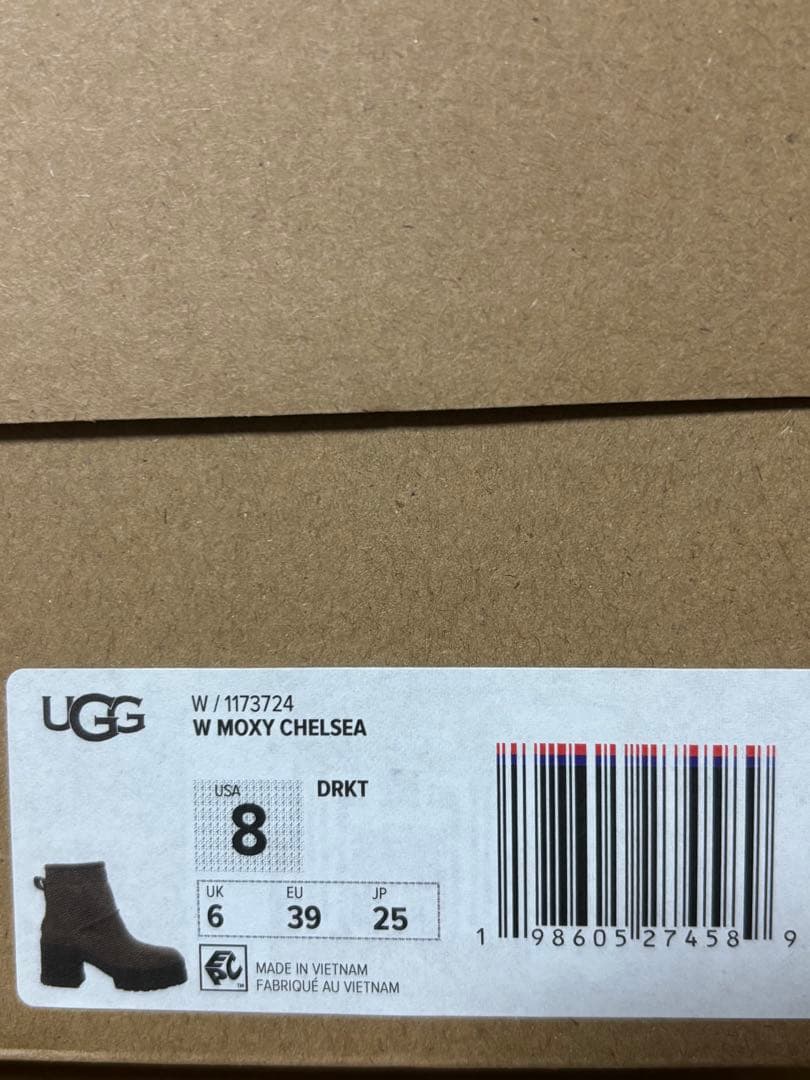 UGG
W / 1173724
W MOXY CHELSEA
USA
8
DRKT
UK EU JP
6 39 25
EPC™
MADE IN VIETNAM
FABRIQUÉ AU VIETNAM
1 98605 27458 9